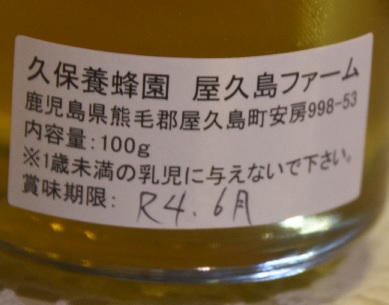 久保養蜂園 屋久島ファーム
鹿児島県熊毛郡屋久島町安房998-53
内容量:100g
※1歳未満の乳児に与えないで下さい。
賞味期限: R4.6月